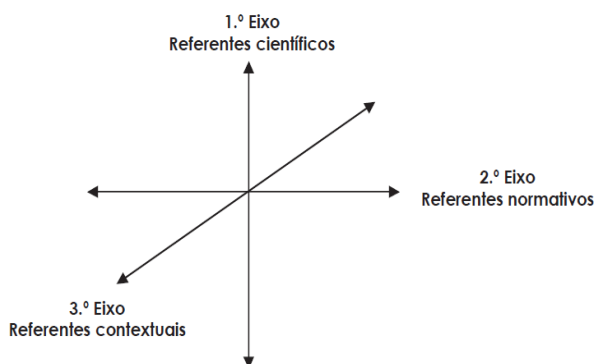 1.º Eixo
Referentes científicos
2.º Eixo
Referentes normativos
3.º Eixo
Referentes contextuais